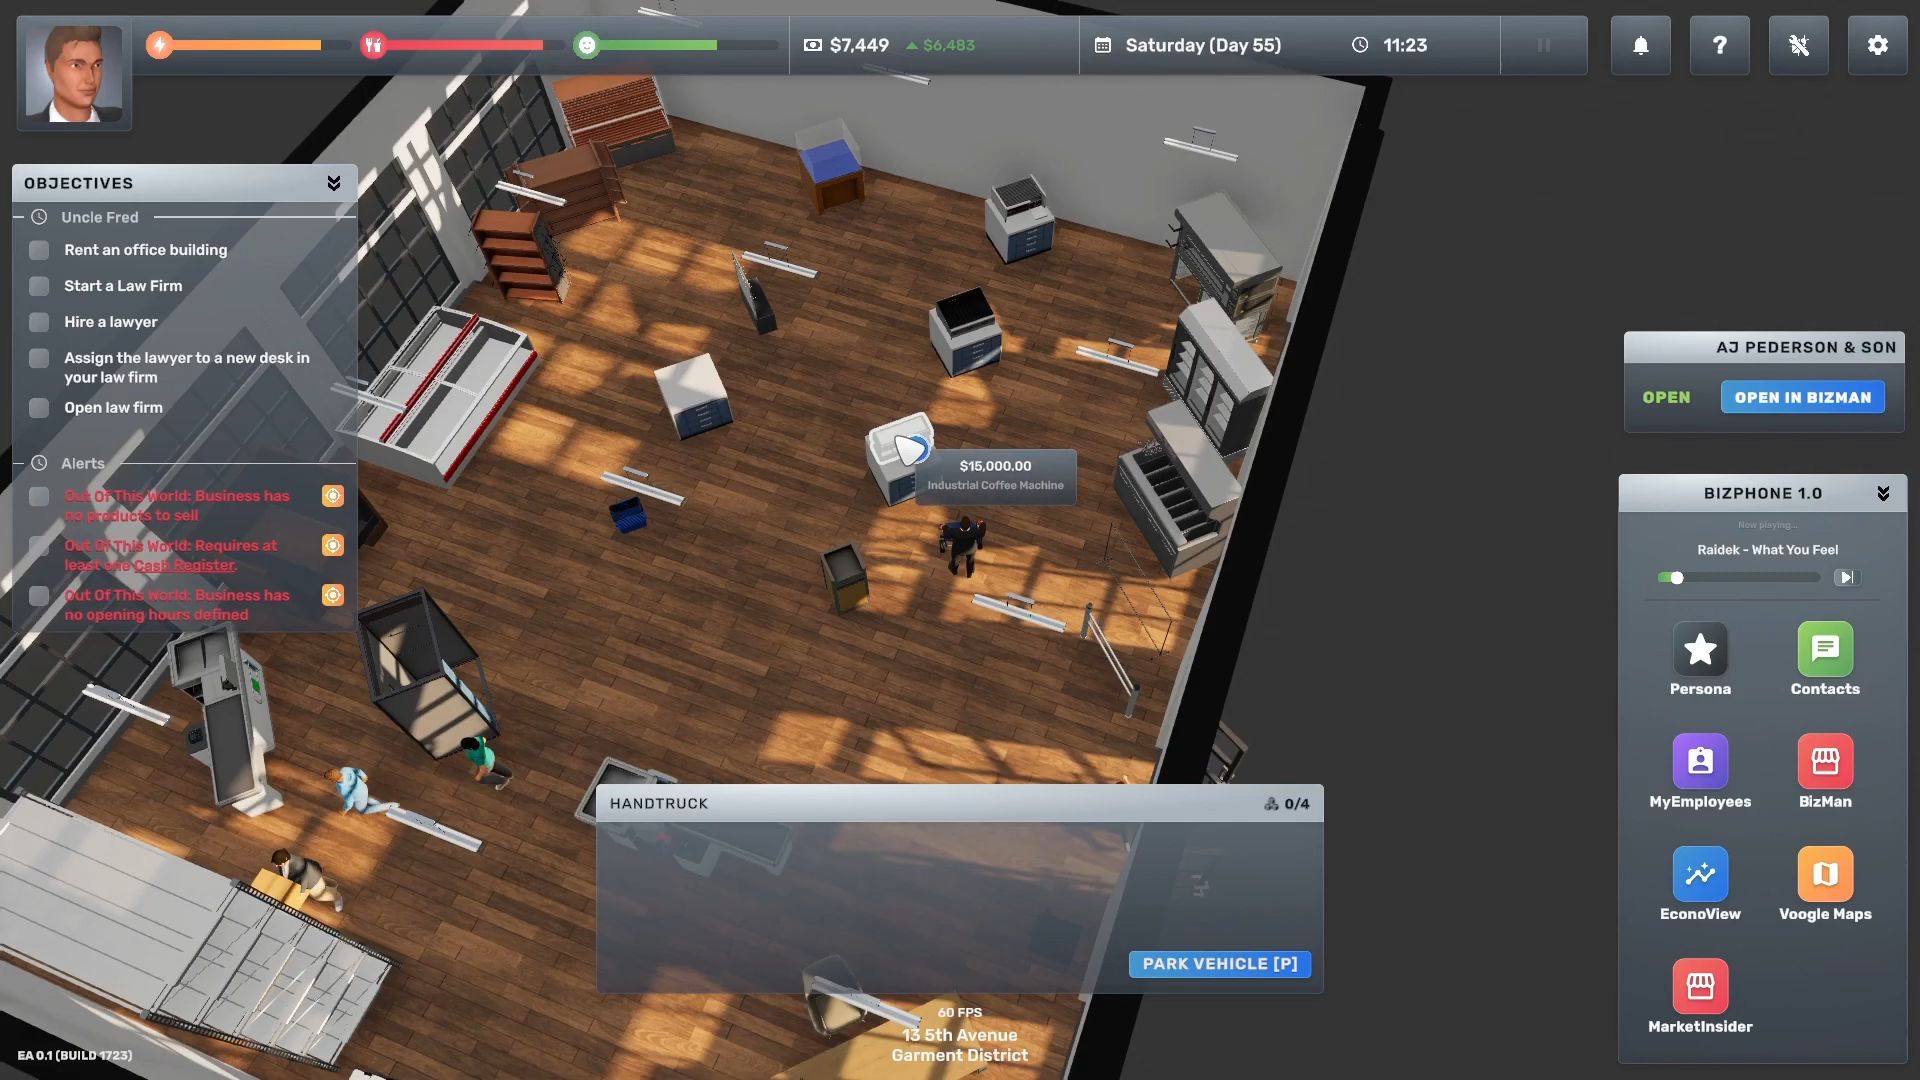 $7,449
$6,483
Saturday (Day 55)
11:23
?
OBJECTIVES
Uncle Fred
Rent an office building
Start a Law Firm
Hire a lawyer
Assign the lawyer to a new desk in
your law firm
Open law firm
Alerts
Out Of This World: Business has
no products to sell
Out Of This World: Requires at
least one Cash Register.
Out Of This World: Business has
no opening hours defined
$15,000.00
Industrial Coffee Machine
AJ PEDERSON & SON
OPEN
OPEN IN BIZMAN
BIZPHONE 1.0
Now playing...
Raidek - What You Feel
Persona
Contacts
MyEmployees
BizMan
EconoView
Voogle Maps
MarketInsider
HANDTRUCK
0/4
PARK VEHICLE [P]
60 FPS
13 5th Avenue
Garment District
EA 0.1 (BUILD 1723)